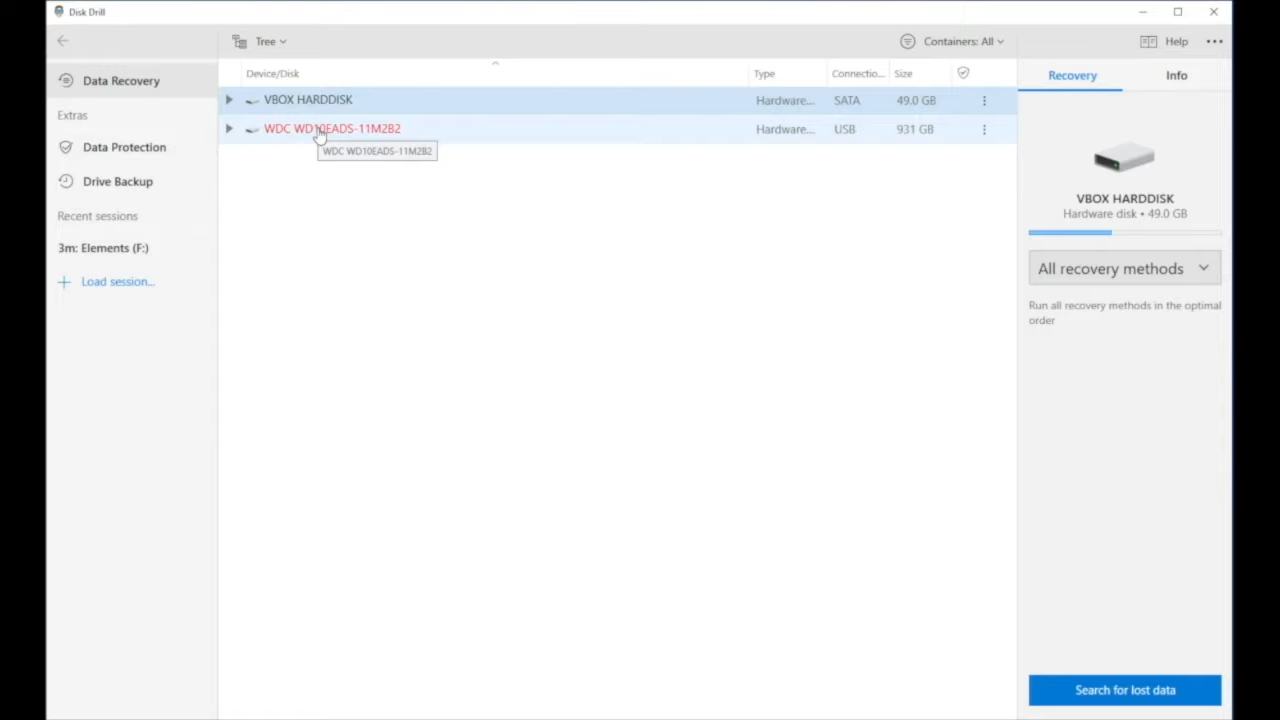 Disk Drill
Tree
Containers: All
Help
Data Recovery
Extras
Data Protection
Drive Backup
Recent sessions
3m: Elements (F:)
Load session...
Device/Disk Type Connectio... Size
VBOX HARDDISK Hardware... SATA 49.0 GB
WDC WD10EADS-11M2B2 Hardware... USB 931 GB
WDC WD10EADS-11M2B2
Recovery Info
VBOX HARDDISK
Hardware disk • 49.0 GB
All recovery methods
Run all recovery methods in the optimal
order
Search for lost data